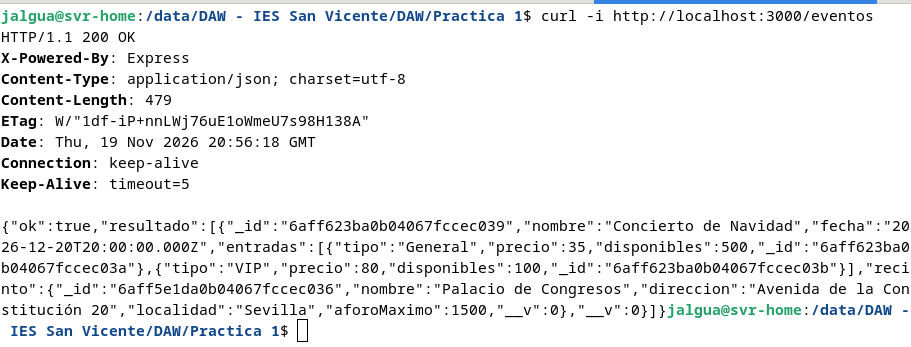 jalgua@svr-home:/data/DAW - IES San Vicente/DAW/Practica 1$ curl -i http://localhost:3000/eventos
HTTP/1.1 200 OK
X-Powered-By: Express
Content-Type: application/json; charset=utf-8
Content-Length: 479
ETag: W/"1df-iP+nnLWj76uE1oWmeU7s98H138A"
Date: Thu, 19 Nov 2026 20:56:18 GMT
Connection: keep-alive
Keep-Alive: timeout=5

{"ok":true,"resultado":[{"_id":"6aff623ba0b04067fccec039","nombre":"Concierto de Navidad","fecha":"20
26-12-20T20:00:00.000Z","entradas":[{"tipo":"General","precio":35,"disponibles":500,"_id":"6aff623ba0
b04067fccec03a"},{"tipo":"VIP","precio":80,"disponibles":100,"_id":"6aff623ba0b04067fccec03b"}],"reci
nto":{"_id":"6aff5e1da0b04067fccec036","nombre":"Palacio de Congresos","direccion":"Avenida de la Con
stitución 20","localidad":"Sevilla","aforoMaximo":1500,"__v":0},"__v":0}]}jalgua@svr-home:/data/DAW -
 IES San Vicente/DAW/Practica 1$